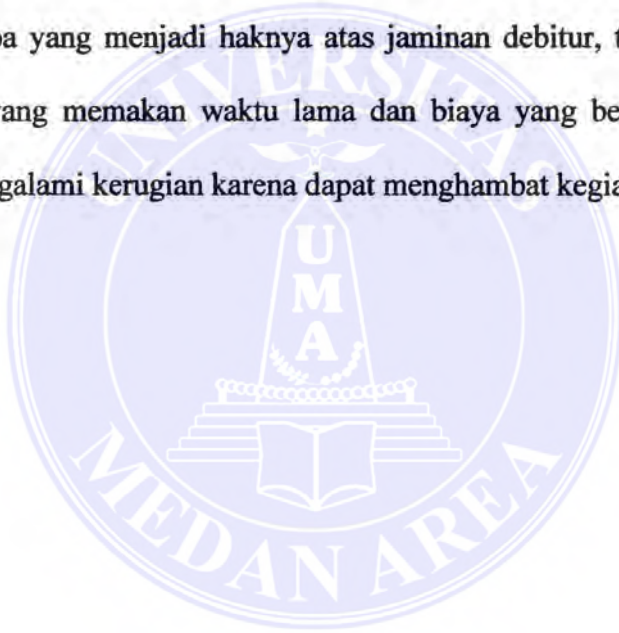 yang menjadi haknya atas jaminan debitur,
yang memakan waktu lama dan biaya yang
kerugian karena dapat menghambat
UNIVERSITAS
UMA
MEDAN AREA